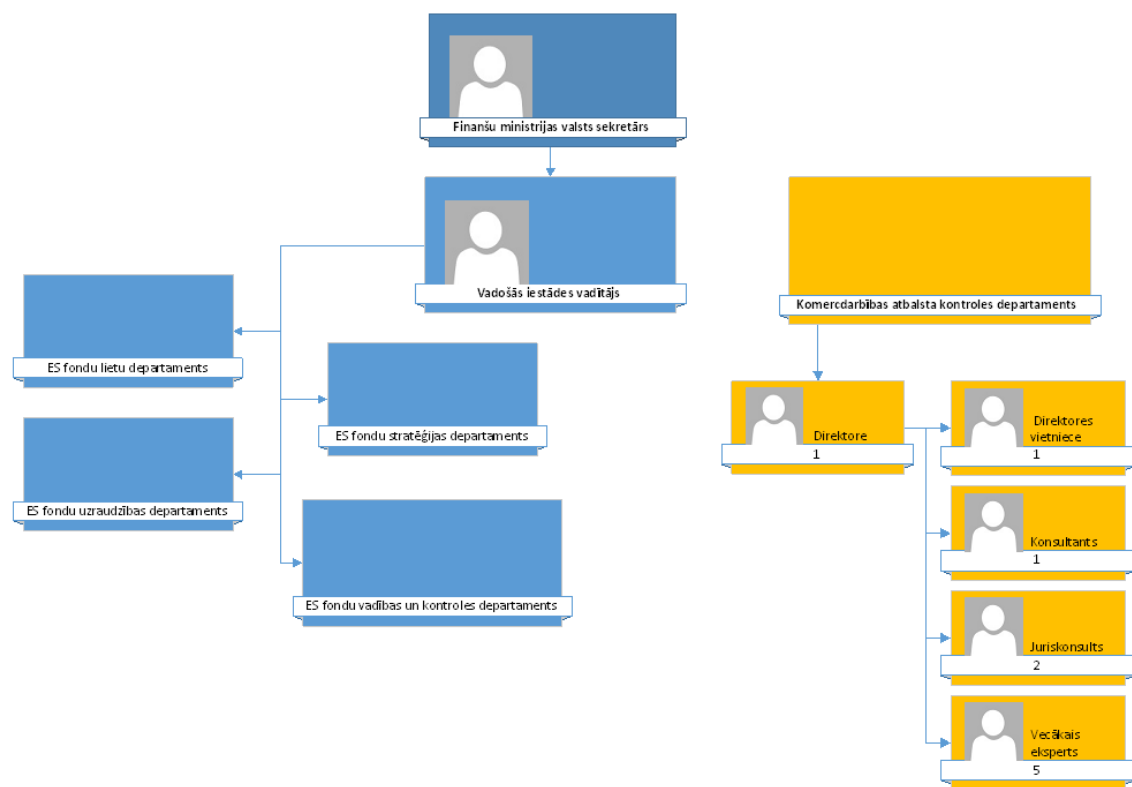 Finanšu ministrijas valsts sekretārs
Vadošās iestādes vadītājs
ES fondu lietu departaments
ES fondu stratēģijas departaments
ES fondu uzraudzības departaments
ES fondu vadības un kontroles departaments
Komercdarbības atbalsta kontroles departaments
Direktore
1
Direktores
vietniece
1
Konsultants
1
Juriskonsults
2
Vecākais
eksperts
5